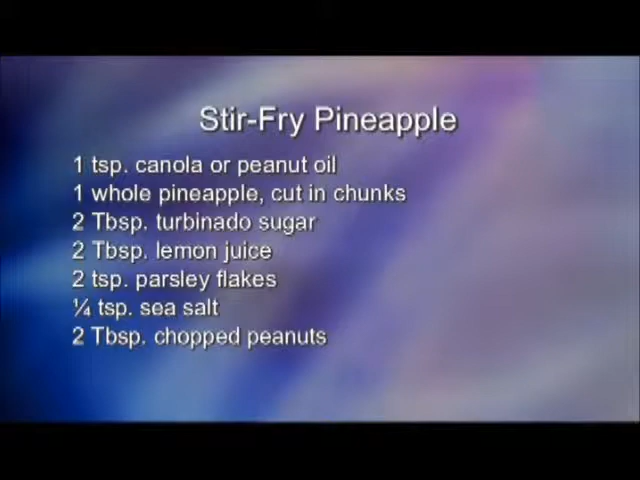 Stir-Fry Pineapple
1 tsp. canola or peanut oil
1 whole pineapple, cut in chunks
2 Tbsp. turbinado sugar
2 Tbsp. lemon juice
2 tsp. parsley flakes
¼ tsp. sea salt
2 Tbsp. chopped peanuts